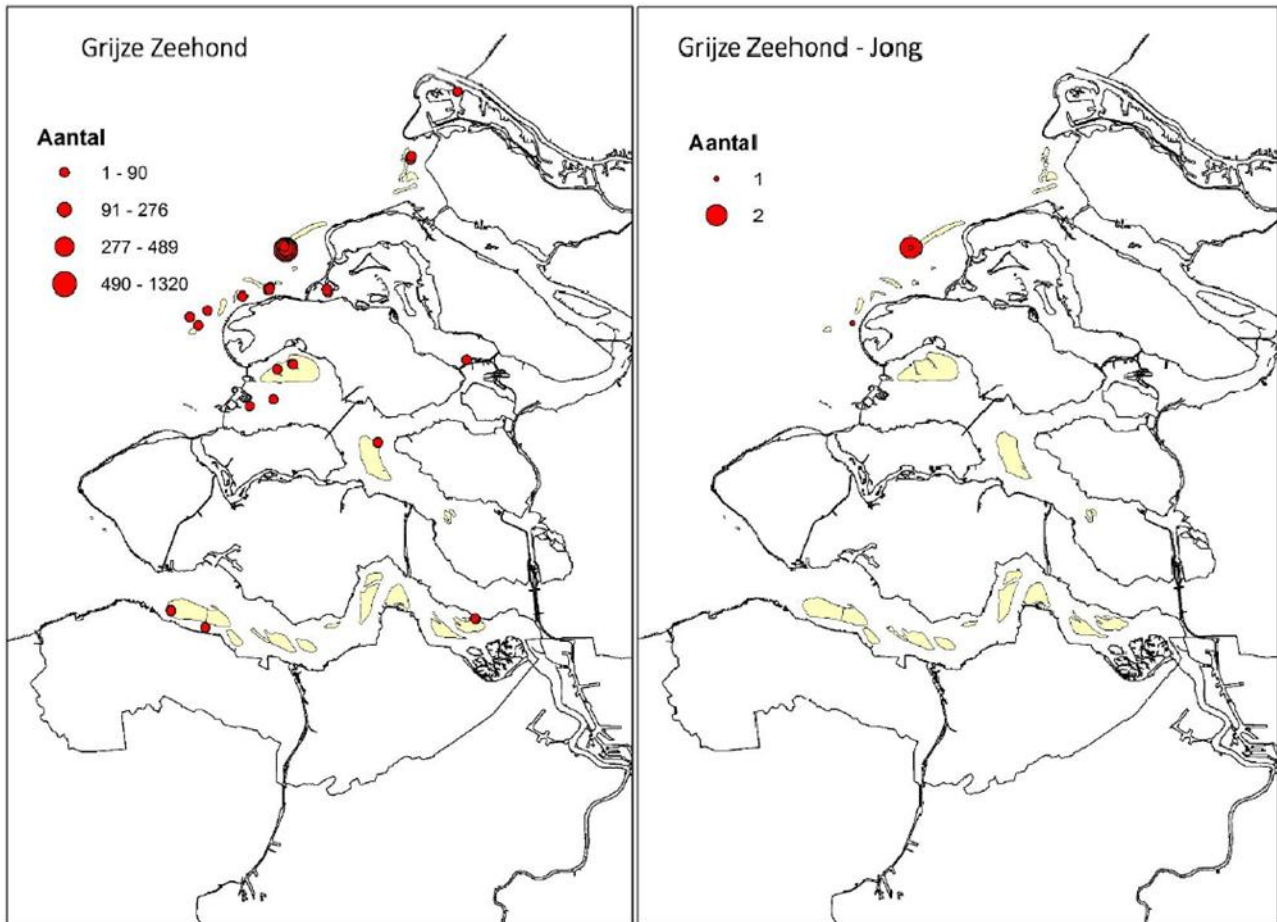 Grijze Zeehond
Aantal
1 - 90
91 - 276
277 - 489
490 - 1320
Grijze Zeehond - Jong
Aantal
1
2